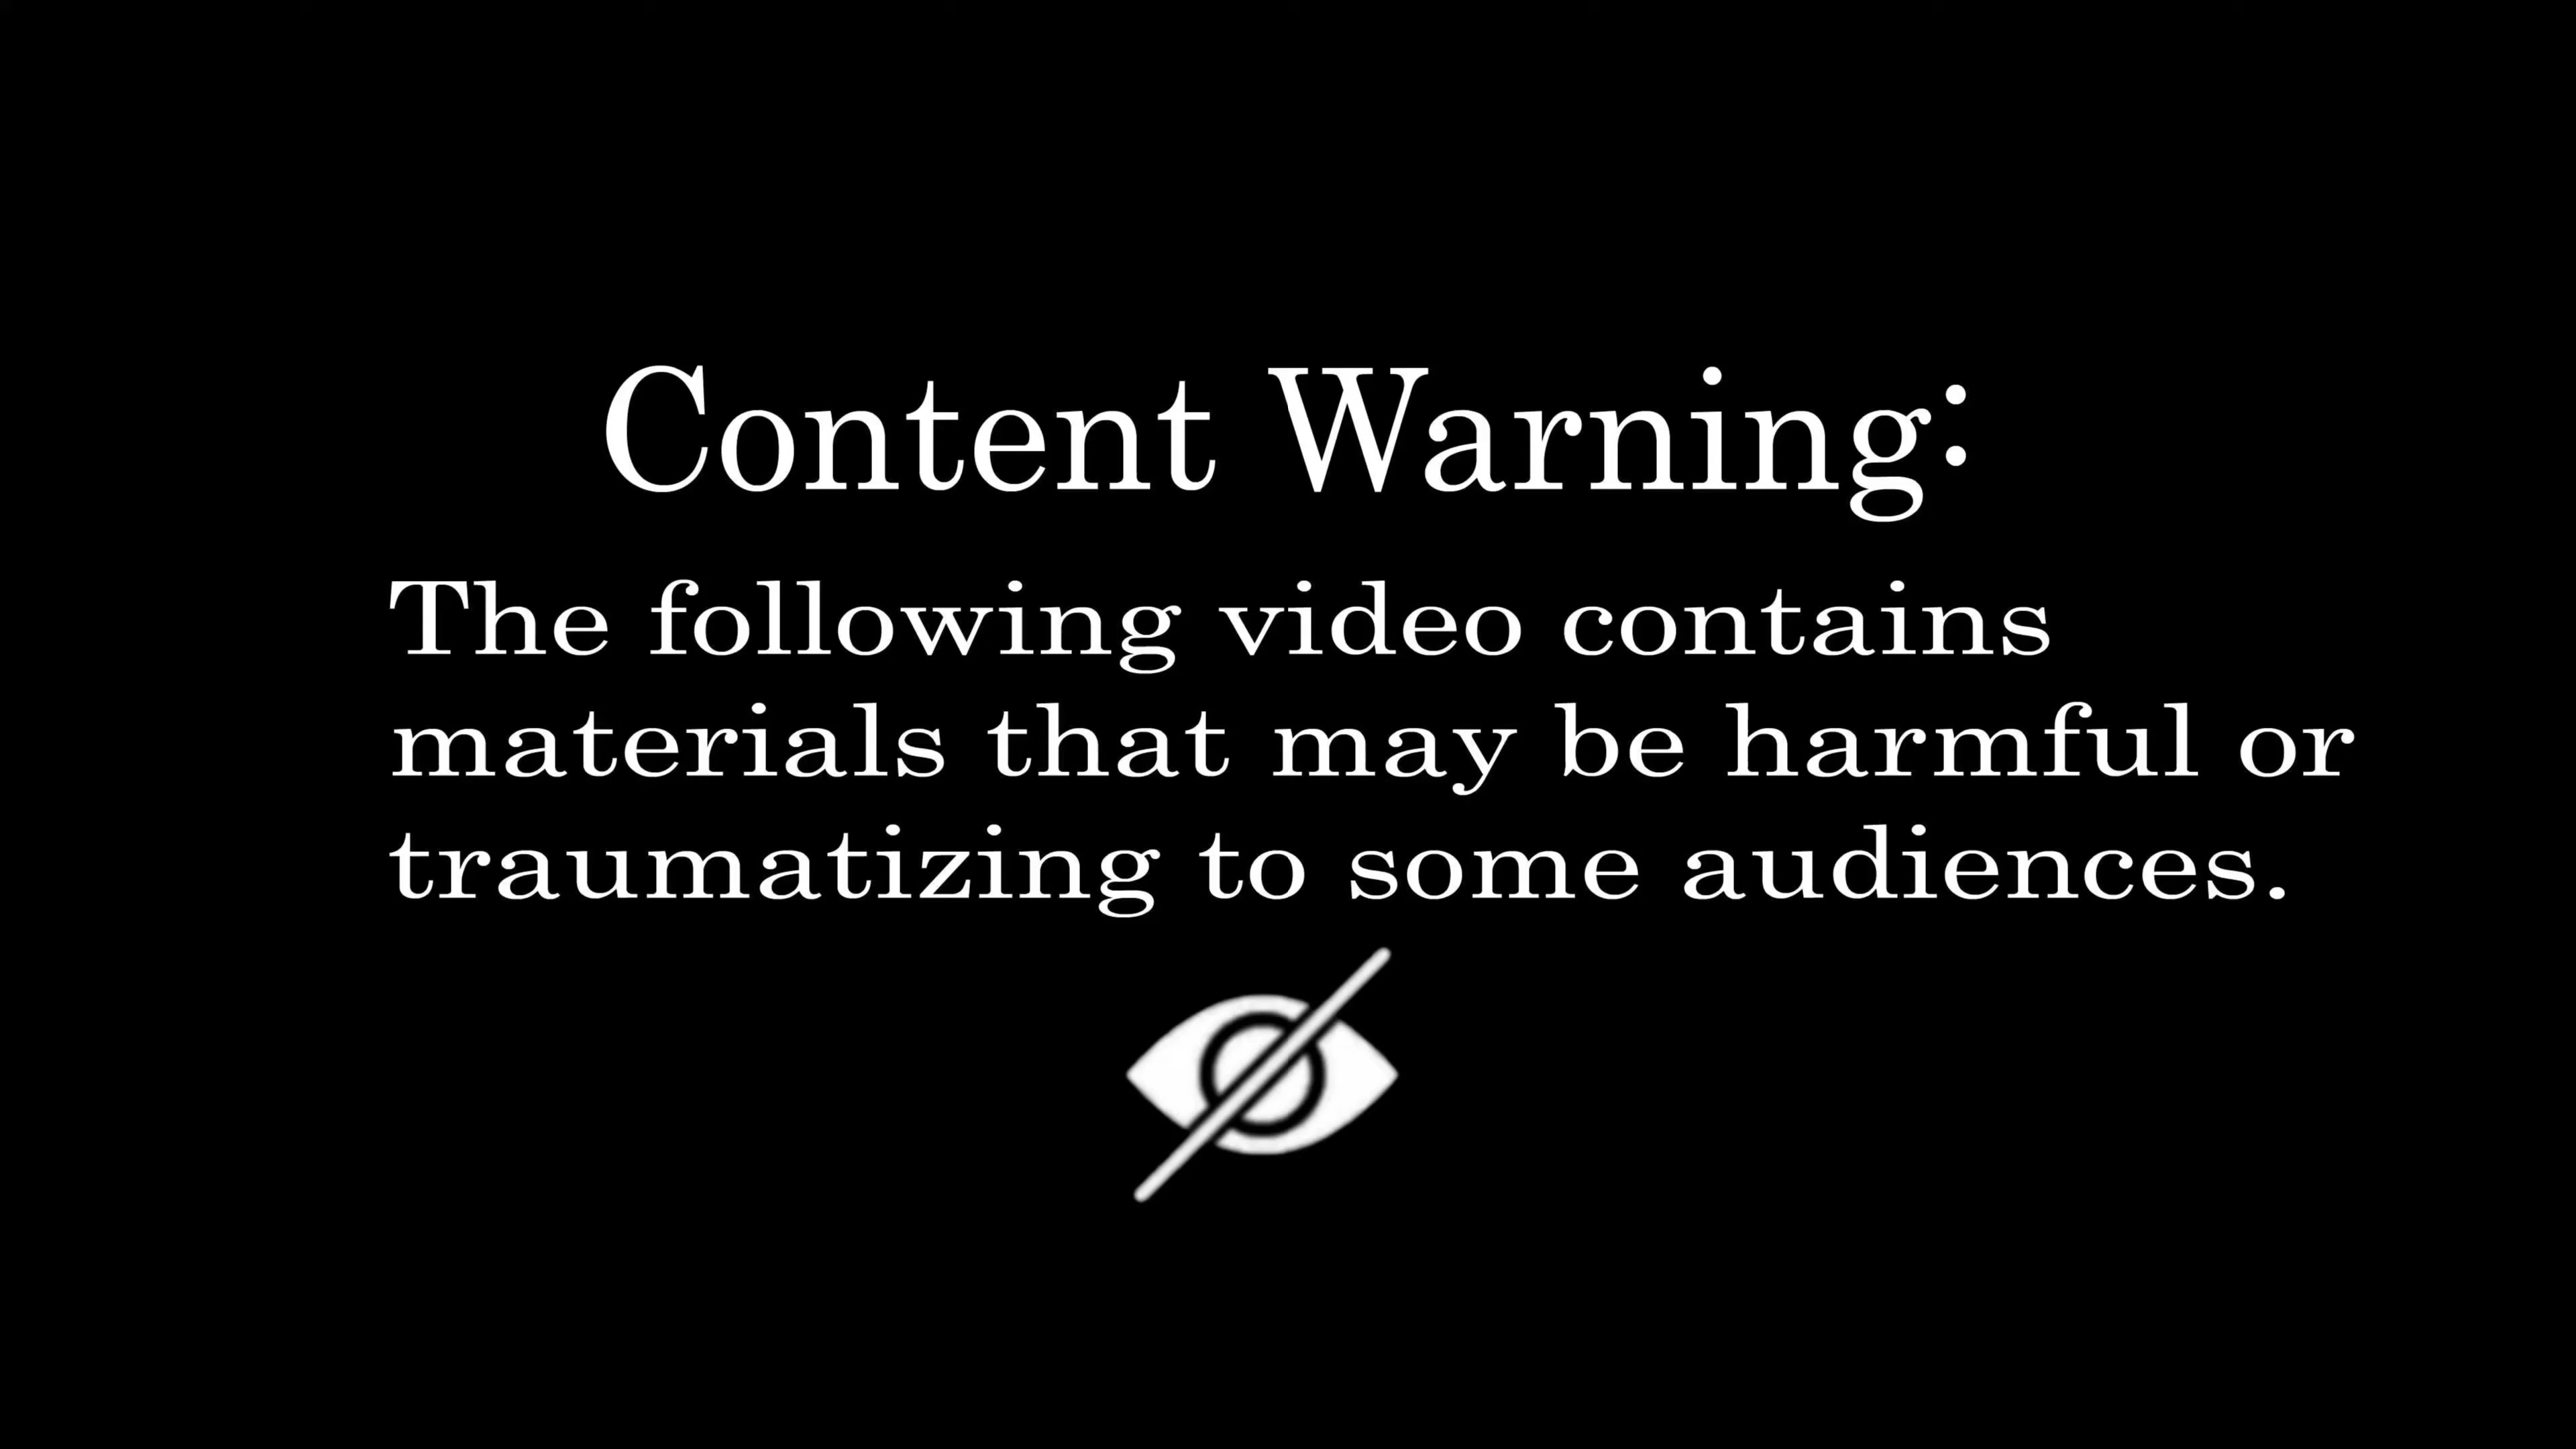 Content Warning:
The following video contains
materials that may be harmful or
traumatizing to some audiences.